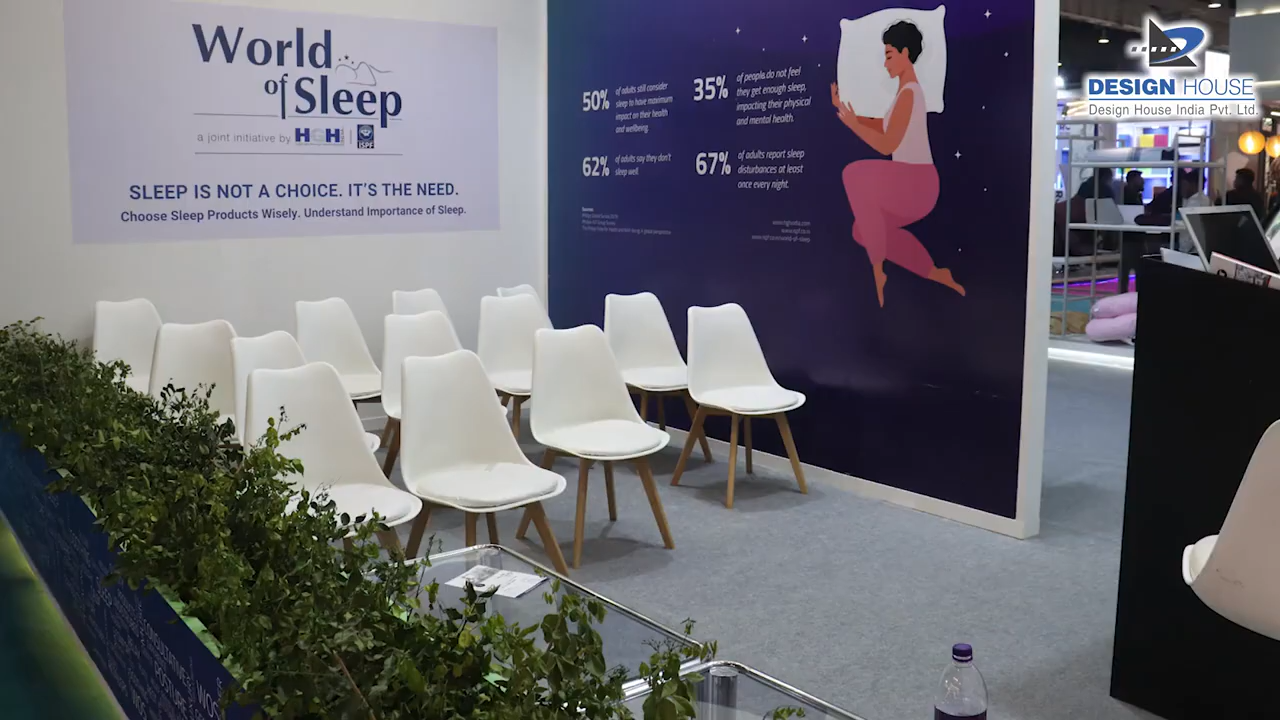 World
of Sleep
a joint initiative by HGH | ISPF
SLEEP IS NOT A CHOICE. IT'S THE NEED.
Choose Sleep Products Wisely. Understand Importance of Sleep.
50% of adults still consider
sleep to have maximum
impact on their health
and wellbeing.
35% of people do not feel
they get enough sleep,
impacting their physical
and mental health.
62% of adults say they don't
sleep well
67% of adults report sleep
disturbances at least
once every night.
Sources:
DESIGN HOUSE
Design House India Pvt. Ltd.
POSTURE